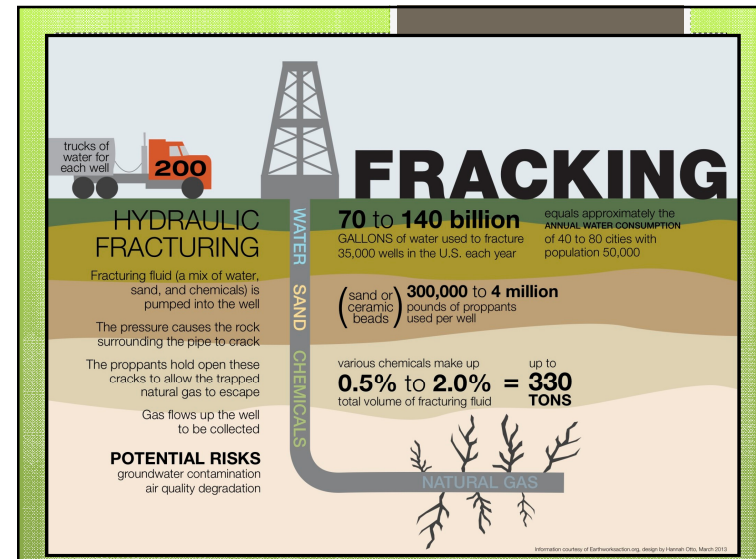 trucks of
water for
each well
200
FRACKING
HYDRAULIC
FRACTURING
Fracturing fluid (a mix of water,
sand, and chemicals) is
pumped into the well
The pressure causes the rock
surrounding the pipe to crack
The proppants hold open these
cracks to allow the trapped
natural gas to escape
Gas flows up the well
to be collected
POTENTIAL RISKS
groundwater contamination
air quality degradation
WATER SAND CHEMICALS
70 to 140 billion
GALLONS of water used to fracture
35,000 wells in the U.S. each year
equals approximately the
ANNUAL WATER CONSUMPTION
of 40 to 80 cities with
population 50,000
(sand or
ceramic
beads)
300,000 to 4 million
pounds of proppants
used per well
various chemicals make up
0.5% to 2.0%
total volume of fracturing fluid
=
up to
330
TONS
NATURAL GAS
Information courtesy of Earthworksaction.org, design by Hannah Otto, March 2013